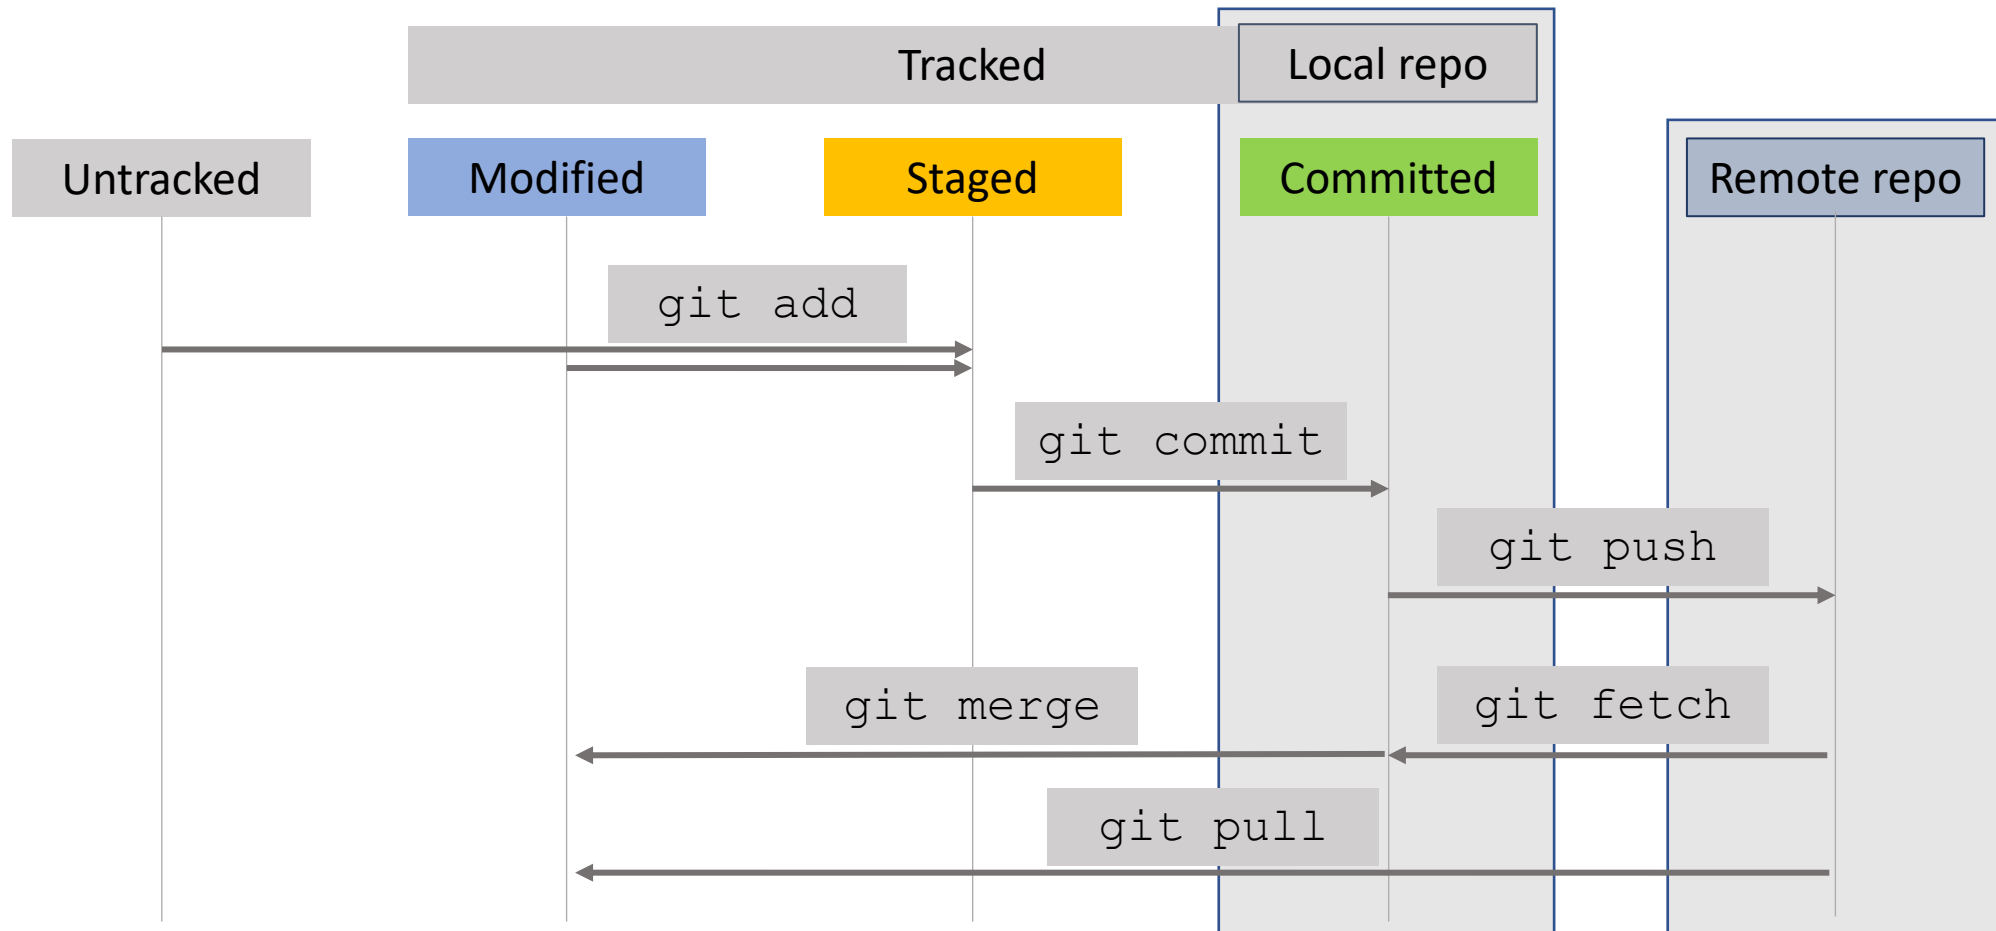 Tracked
Local repo
Untracked
Modified
Staged
Committed
Remote repo
git add
git commit
git push
git merge
git fetch
git pull